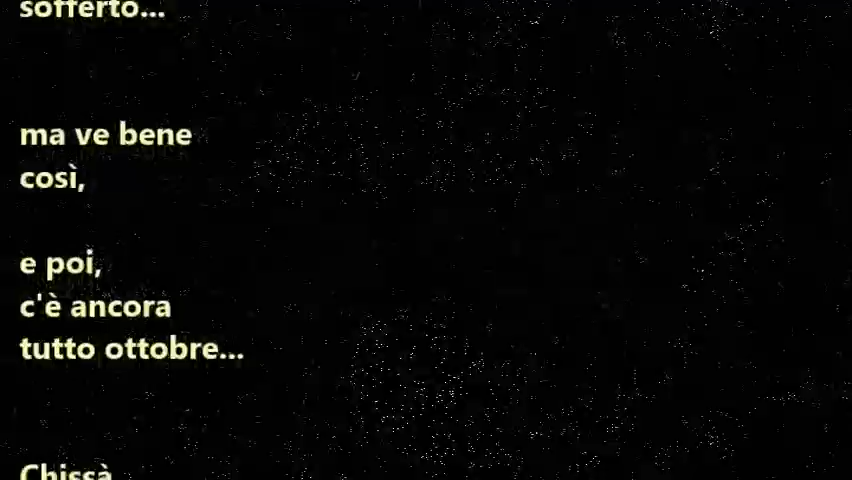 sofferto...
ma ve bene
così,
e poi,
c'è ancora
tutto ottobre...
Chissà